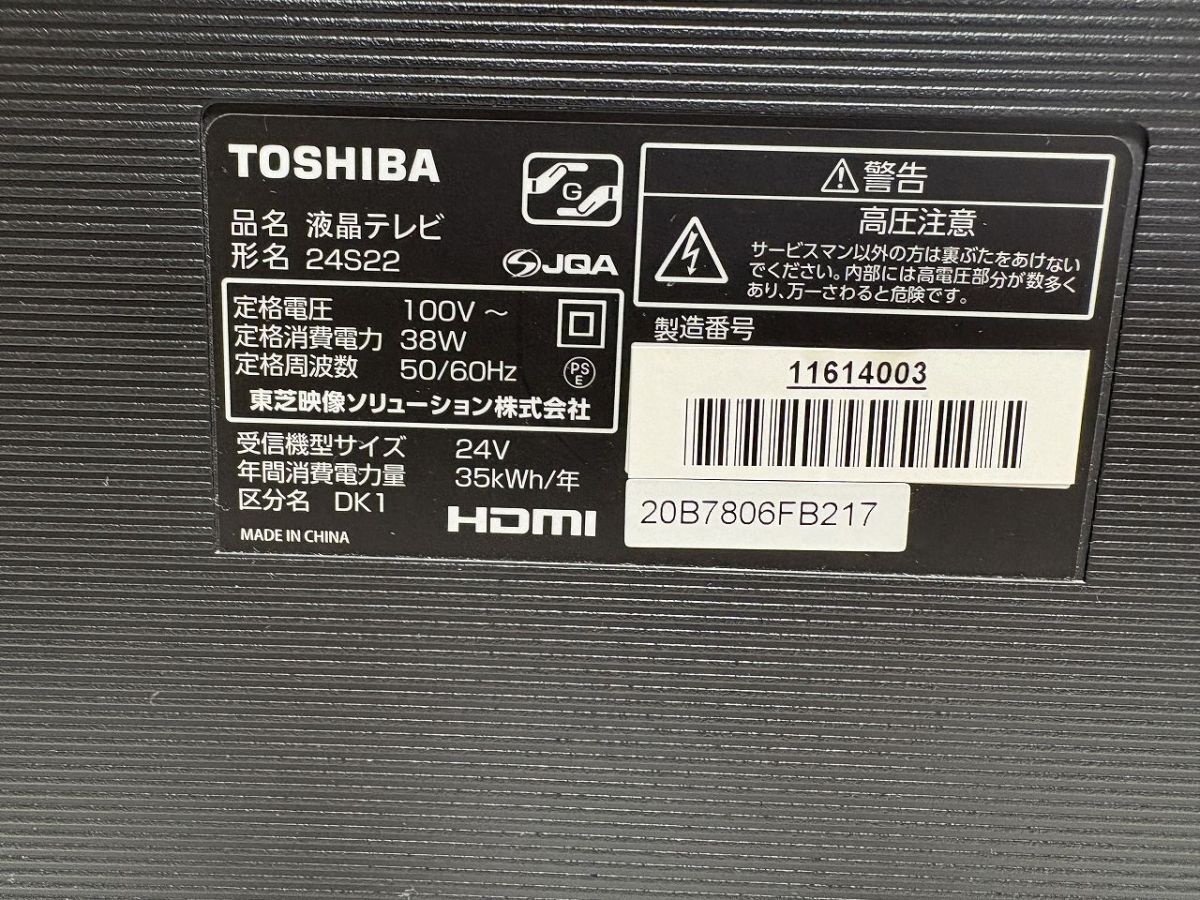 TOSHIBA
品名 液晶テレビ
形名 24S22
G
JQA
定格電圧 100V～
定格消費電力 38W
定格周波数 50/60Hz
PS
E
東芝映像ソリューション株式会社
受信機型サイズ 24V
年間消費電力量 35kWh/年
区分名 DK1
HDMI
MADE IN CHINA
警告
高圧注意
サービスマン以外の方は裏ぶたをあけない
でください。内部には高電圧部分が数多く
あり、万一さわると危険です。
製造番号
11614003
20B7806FB217